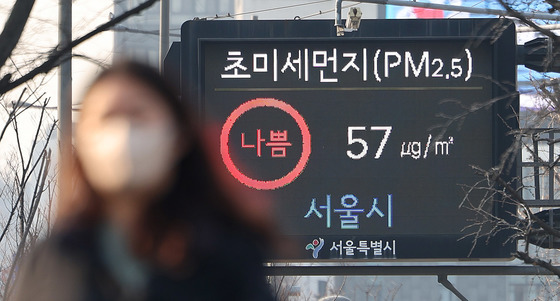 초미세먼지(PM2.5)
나쁨 57 μg/㎥
서울시
서울특별시